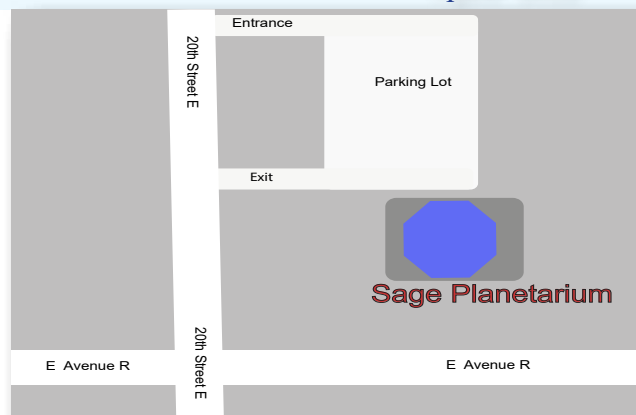 Entrance
20th Street E
Parking Lot
Exit
Sage Planetarium
20th Street E
E Avenue R
E Avenue R